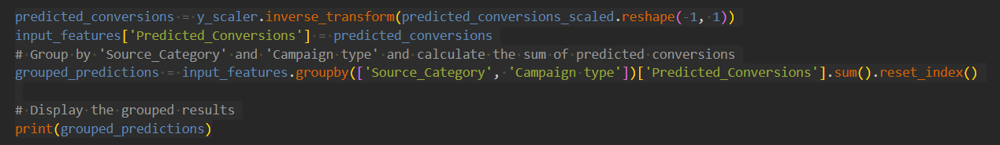 predicted_conversions = y_scaler.inverse_transform(predicted_conversions_scaled.reshape(-1, 1))
input_features['Predicted_Conversions'] = predicted_conversions
# Group by 'Source_Category' and 'Campaign type' and calculate the sum of predicted conversions
grouped_predictions = input_features.groupby(['Source_Category', 'Campaign type'])['Predicted_Conversions'].sum().reset_index()
# Display the grouped results
print(grouped_predictions)